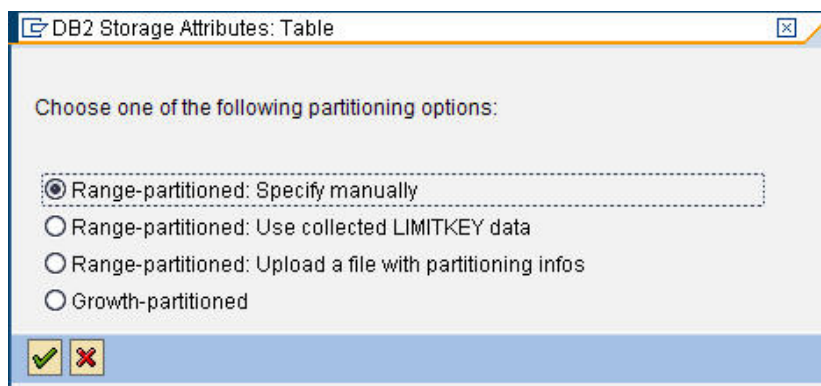 DB2 Storage Attributes: Table
Choose one of the following partitioning options:
Range-partitioned: Specify manually
Range-partitioned: Use collected LIMITKEY data
Range-partitioned: Upload a file with partitioning infos
Growth-partitioned